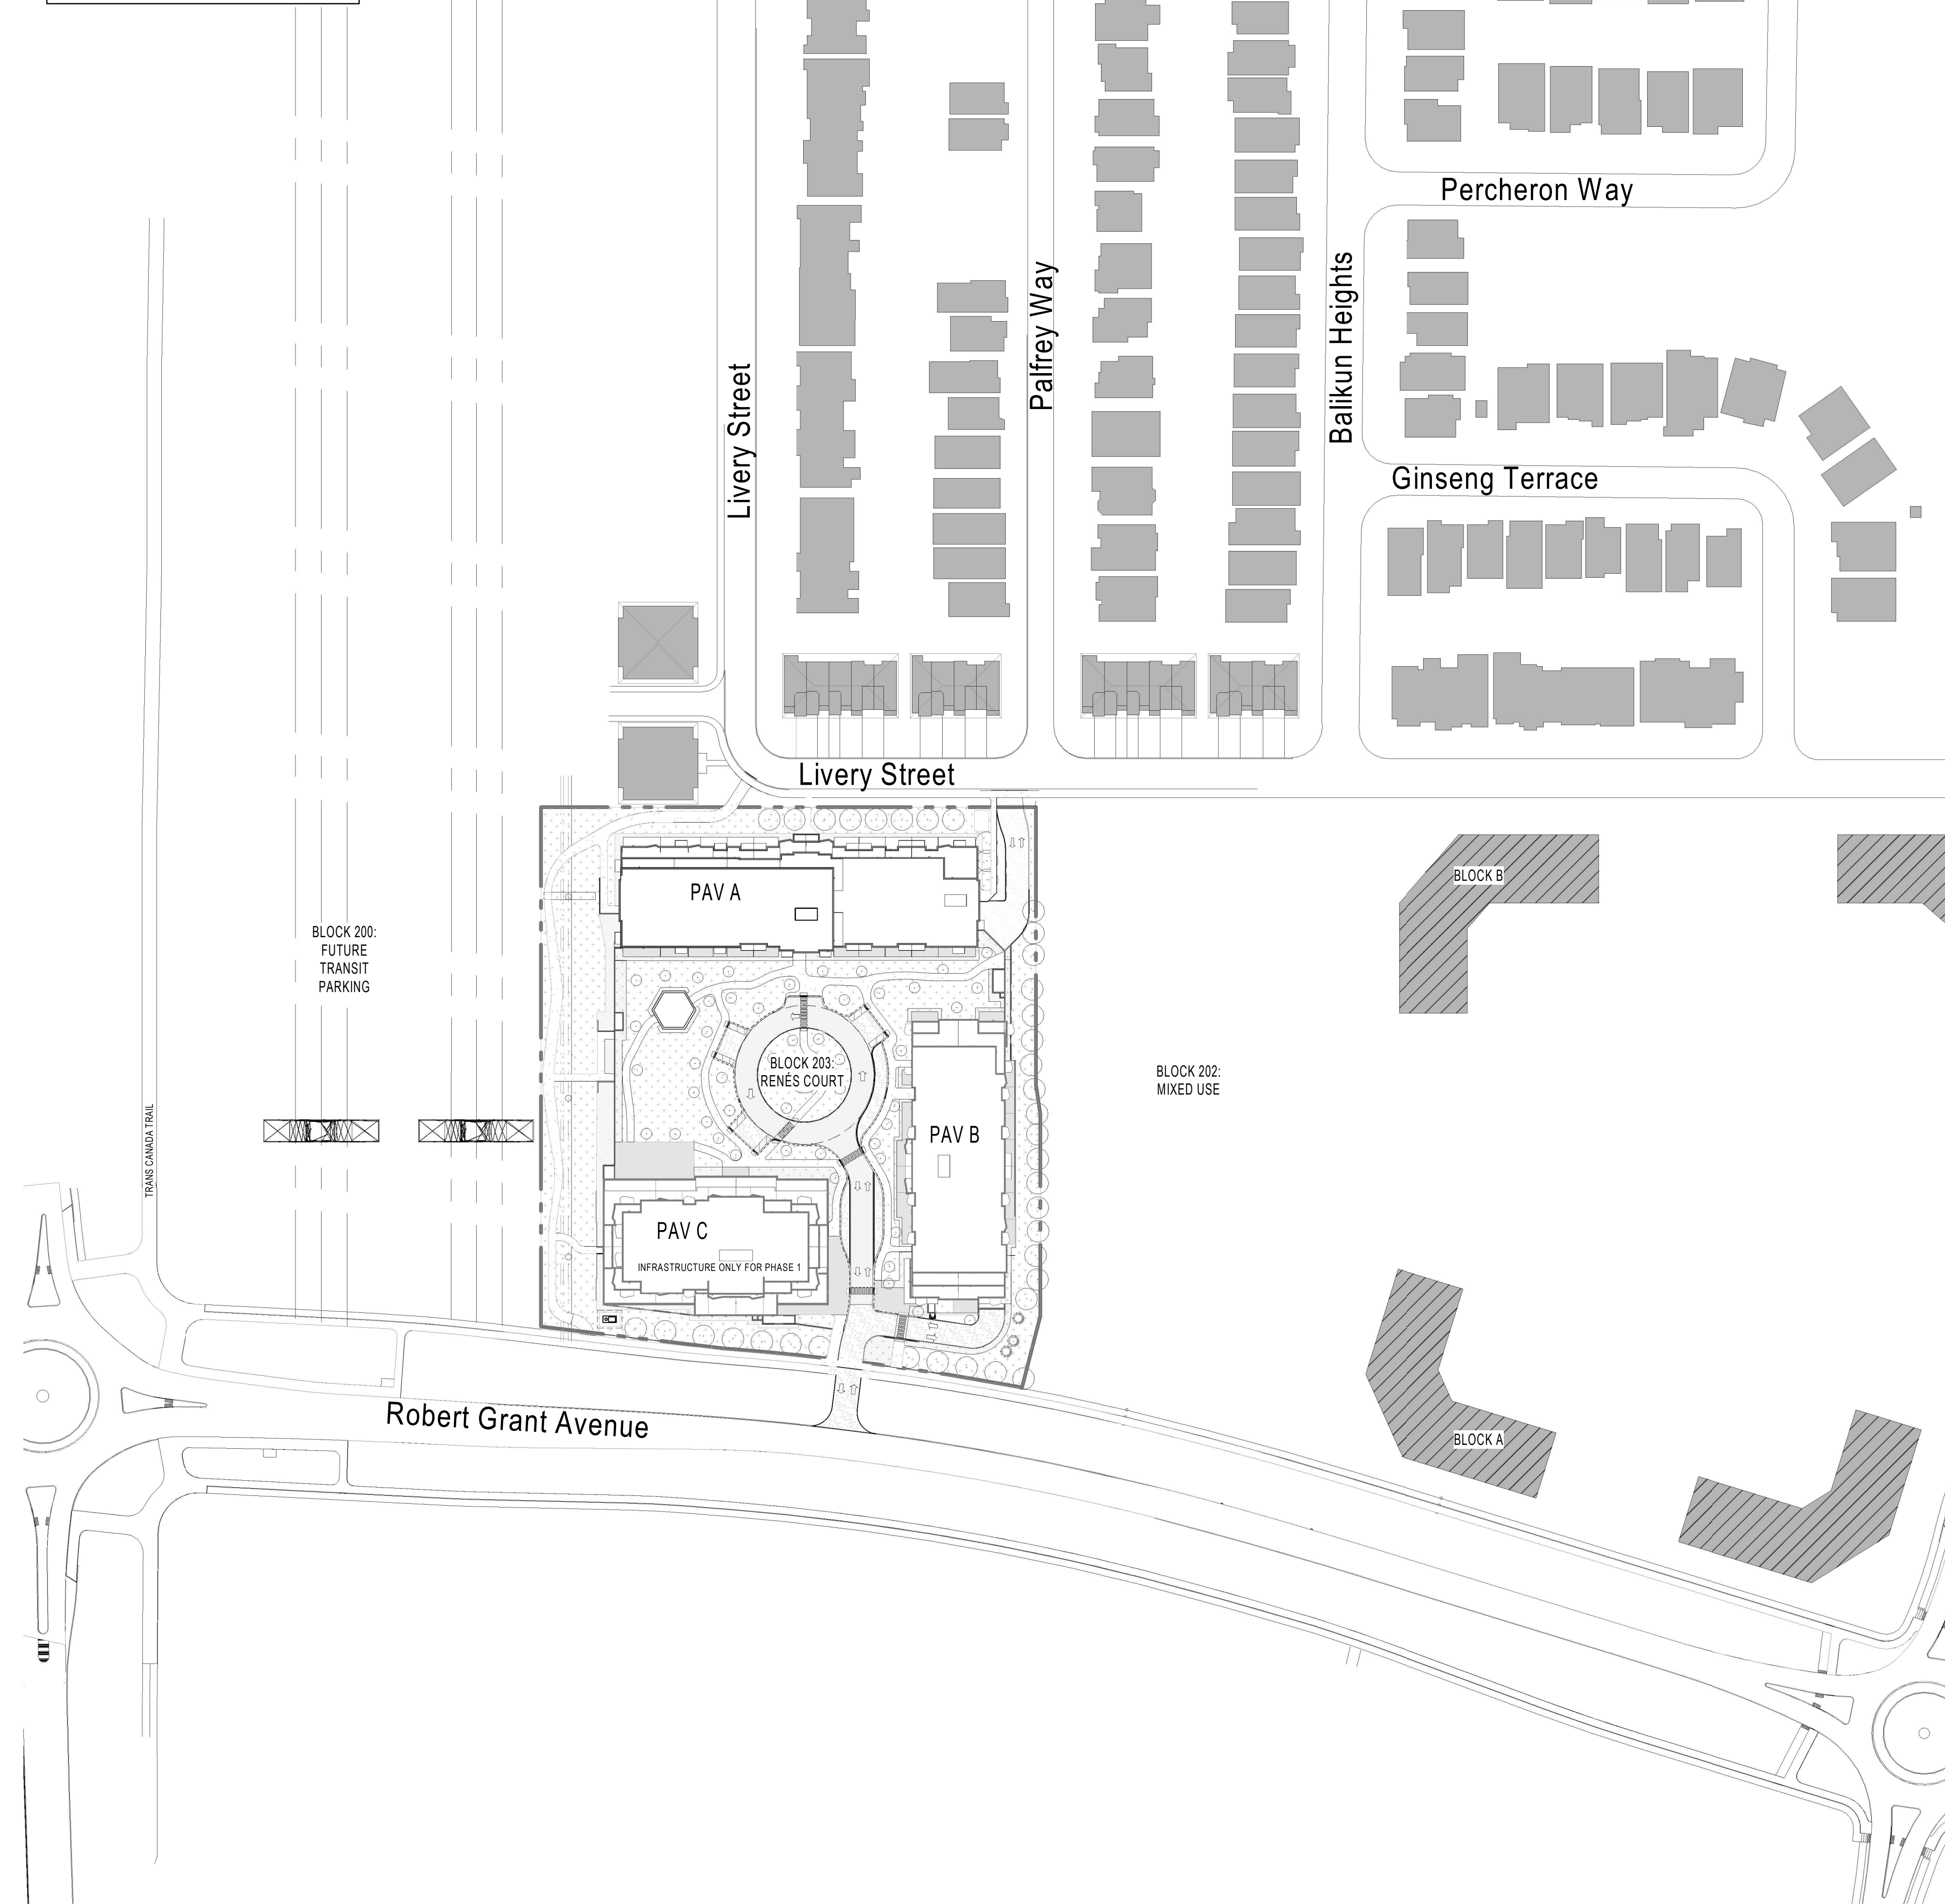 Percheron Way
Palfrey Way
Balikun Heights
Livery Street
Ginseng Terrace
Livery Street
PAV A
BLOCK B
BLOCK 200:
FUTURE
TRANSIT
PARKING
BLOCK 203:
RENÉS COURT
BLOCK 202:
MIXED USE
TRANS CANADA TRAIL
PAV B
PAV C
INFRASTRUCTURE ONLY FOR PHASE 1
Robert Grant Avenue
BLOCK A